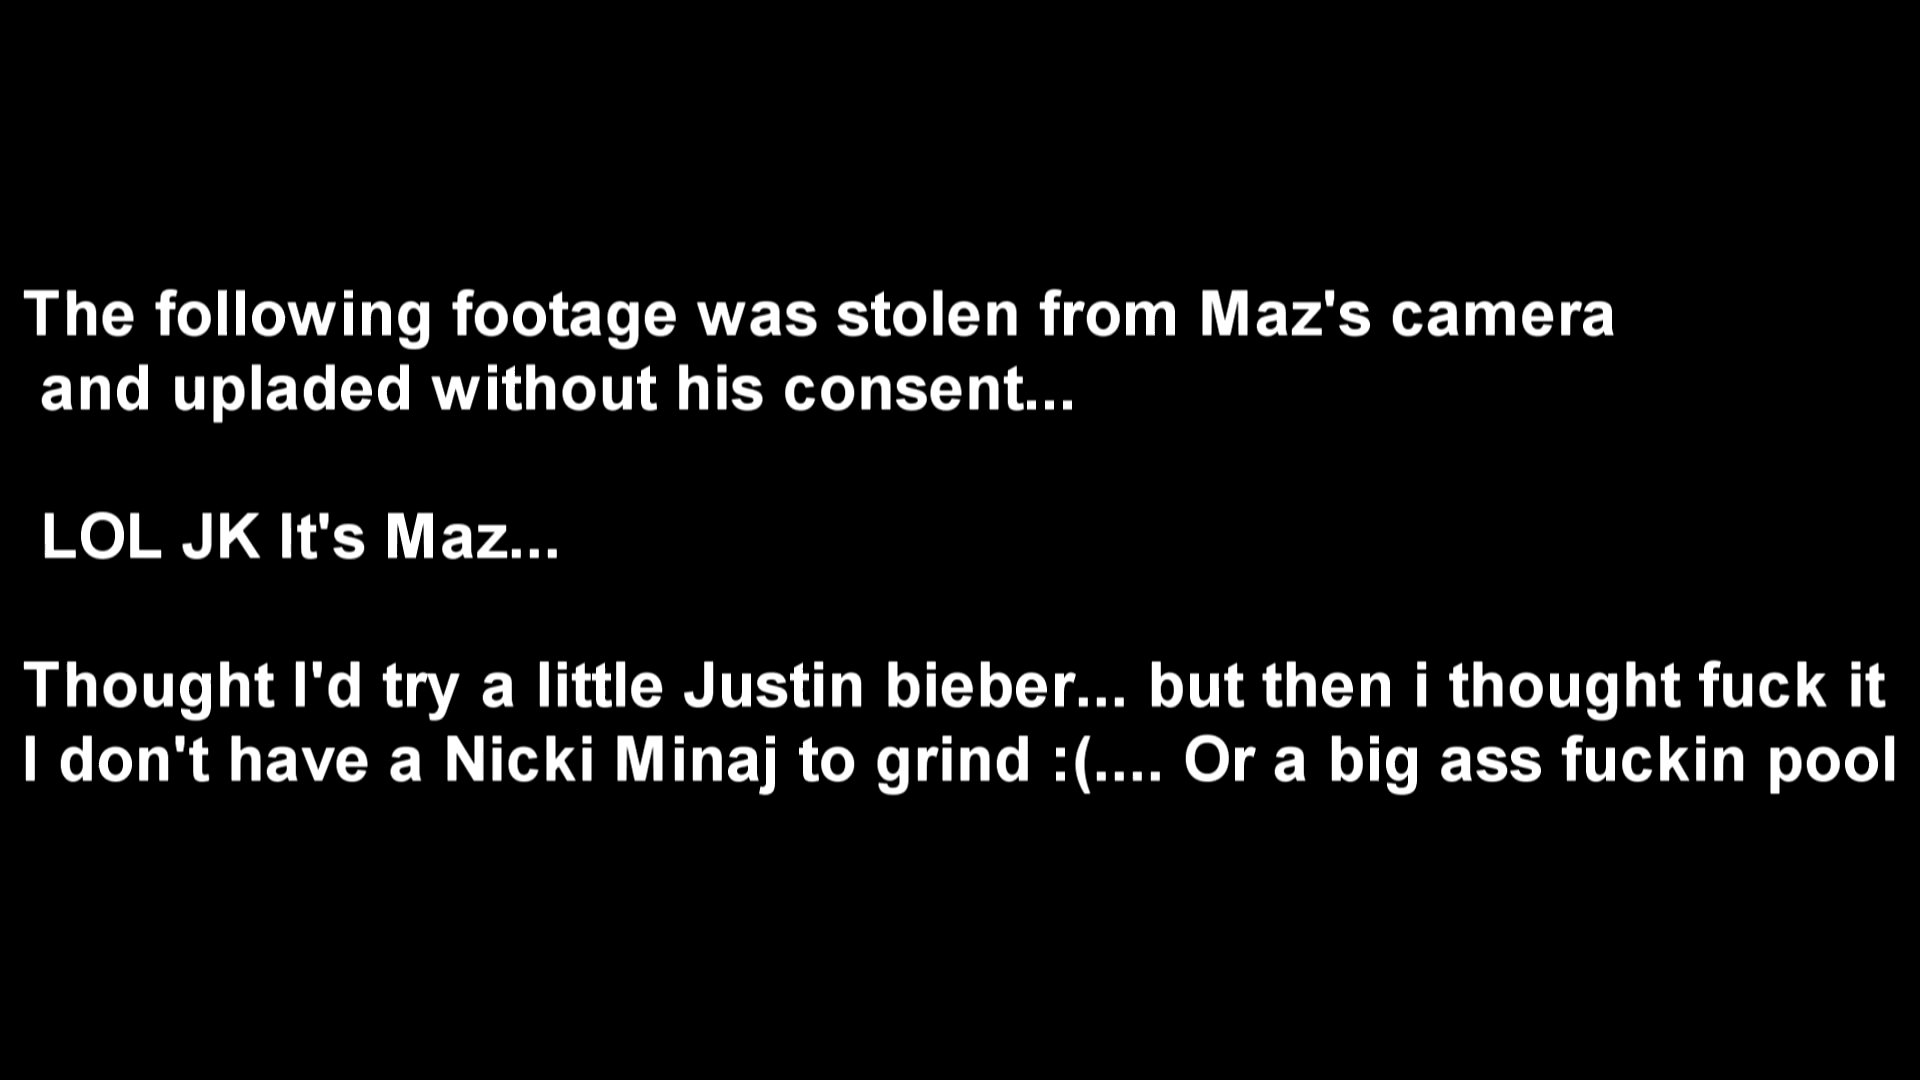 The following footage was stolen from Maz's camera
and upladed without his consent...
LOL JK It's Maz...
Thought I'd try a little Justin bieber... but then i thought fuck it
I don't have a Nicki Minaj to grind :(.... Or a big ass fuckin pool